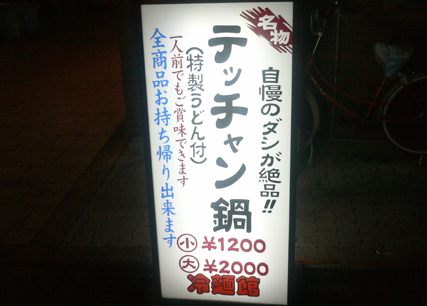 名物
自慢のダシが絶品!!
テッチャン鍋
(特製うどん付)
一人前でもご賞味できます
全商品お持ち帰り出来ます
小 ¥1200
大 ¥2000
冷麺館